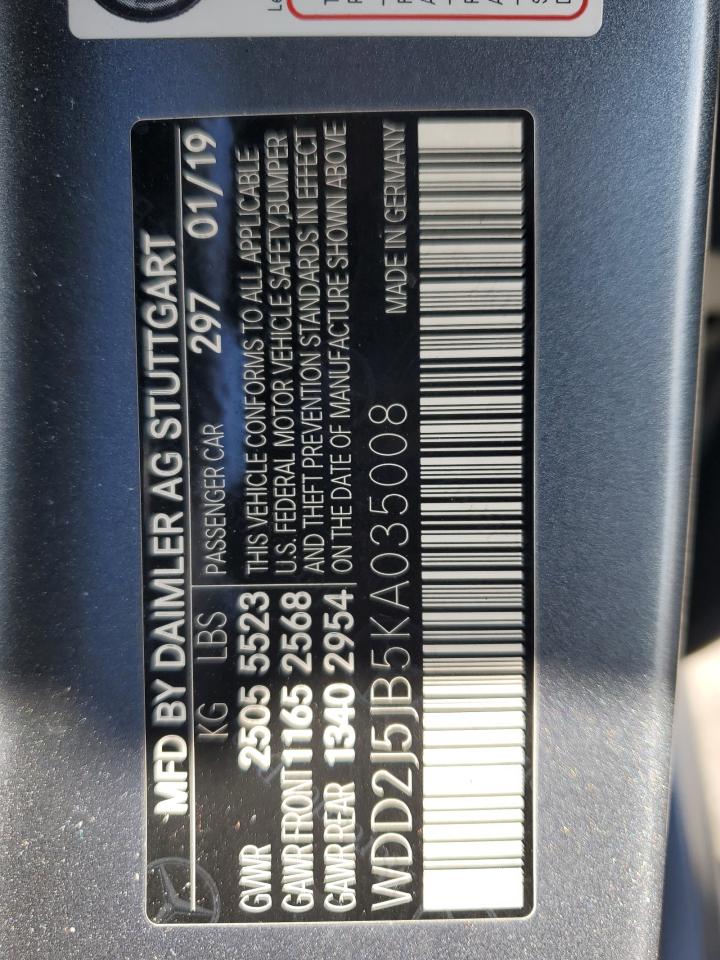 MFD BY DAIMLER AG STUTTGART
KG LBS PASSENGER CAR 297 01/19
GVWR 2505 5523
GAWR FRONT 1165 2568
GAWR REAR 1340 2954
THIS VEHICLE CONFORMS TO ALL APPLICABLE
U.S. FEDERAL MOTOR VEHICLE SAFETY,BUMPER
AND THEFT PREVENTION STANDARDS IN EFFECT
ON THE DATE OF MANUFACTURE SHOWN ABOVE
WDD2J5JB5KA035008 MADE IN GERMANY